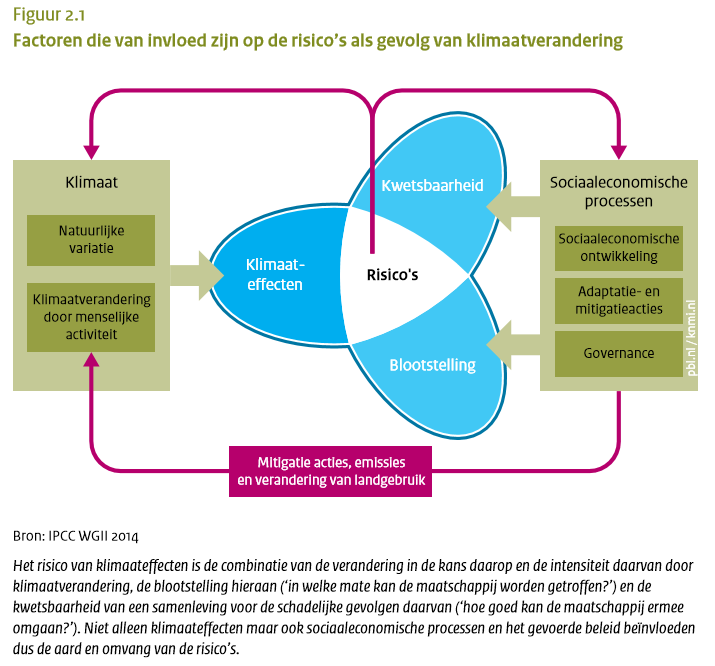 Figuur 2.1
Factoren die van invloed zijn op de risico's als gevolg van klimaatverandering
Klimaat
Natuurlijke
variatie
Klimaatverandering
door menselijke
activiteit
Klimaat-
effecten
Kwetsbaarheid
Risico's
Blootstelling
Sociaaleconomische
processen
Sociaaleconomische
ontwikkeling
Adaptatie- en
mitigatieacties
Governance
pbl.nl / knmi.nl
Mitigatie acties, emissies
en verandering van landgebruik
Bron: IPCC WGII 2014
Het risico van klimaateffecten is de combinatie van de verandering in de kans daarop en de intensiteit daarvan door
klimaatverandering, de blootstelling hieraan (‘in welke mate kan de maatschappij worden getroffen?’) en de
kwetsbaarheid van een samenleving voor de schadelijke gevolgen daarvan (‘hoe goed kan de maatschappij ermee
omgaan?’). Niet alleen klimaateffecten maar ook sociaaleconomische processen en het gevoerde beleid beïnvloeden
dus de aard en omvang van de risico’s.